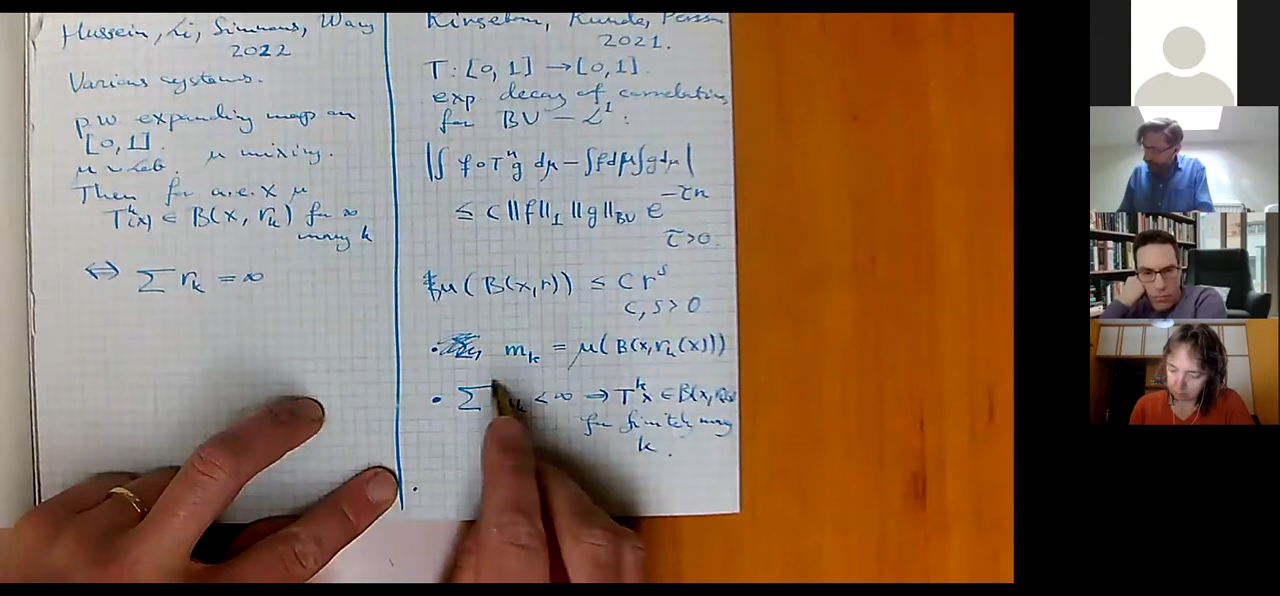 Hussein, Li, Simmons, Wang
2022
Various systems.
p.w expanding map on
[0,1].
μ ~ Leb. μ mixing.
Then for a.e. x μ
T^k(x) ∈ B(x, r_k) for ∞
many k
⟺ ∑ r_k = ∞
Kunde, Persson
2021.
T : [0,1] → [0,1].
exp decay of correlation
for BV - L^1 :
|∫ f∘T^n g dμ − ∫f dμ ∫g dμ|
≤ C ||f||_1 ||g||_BV e^{-τn}
τ>0.
μ(B(x,r)) ≤ C r^s
C, s > 0
• m_k = μ(B(x, r_k(x)))
• ∑ < ∞ ⇒ T^k x ∈ B(x, r_k)
for finitely many
k.